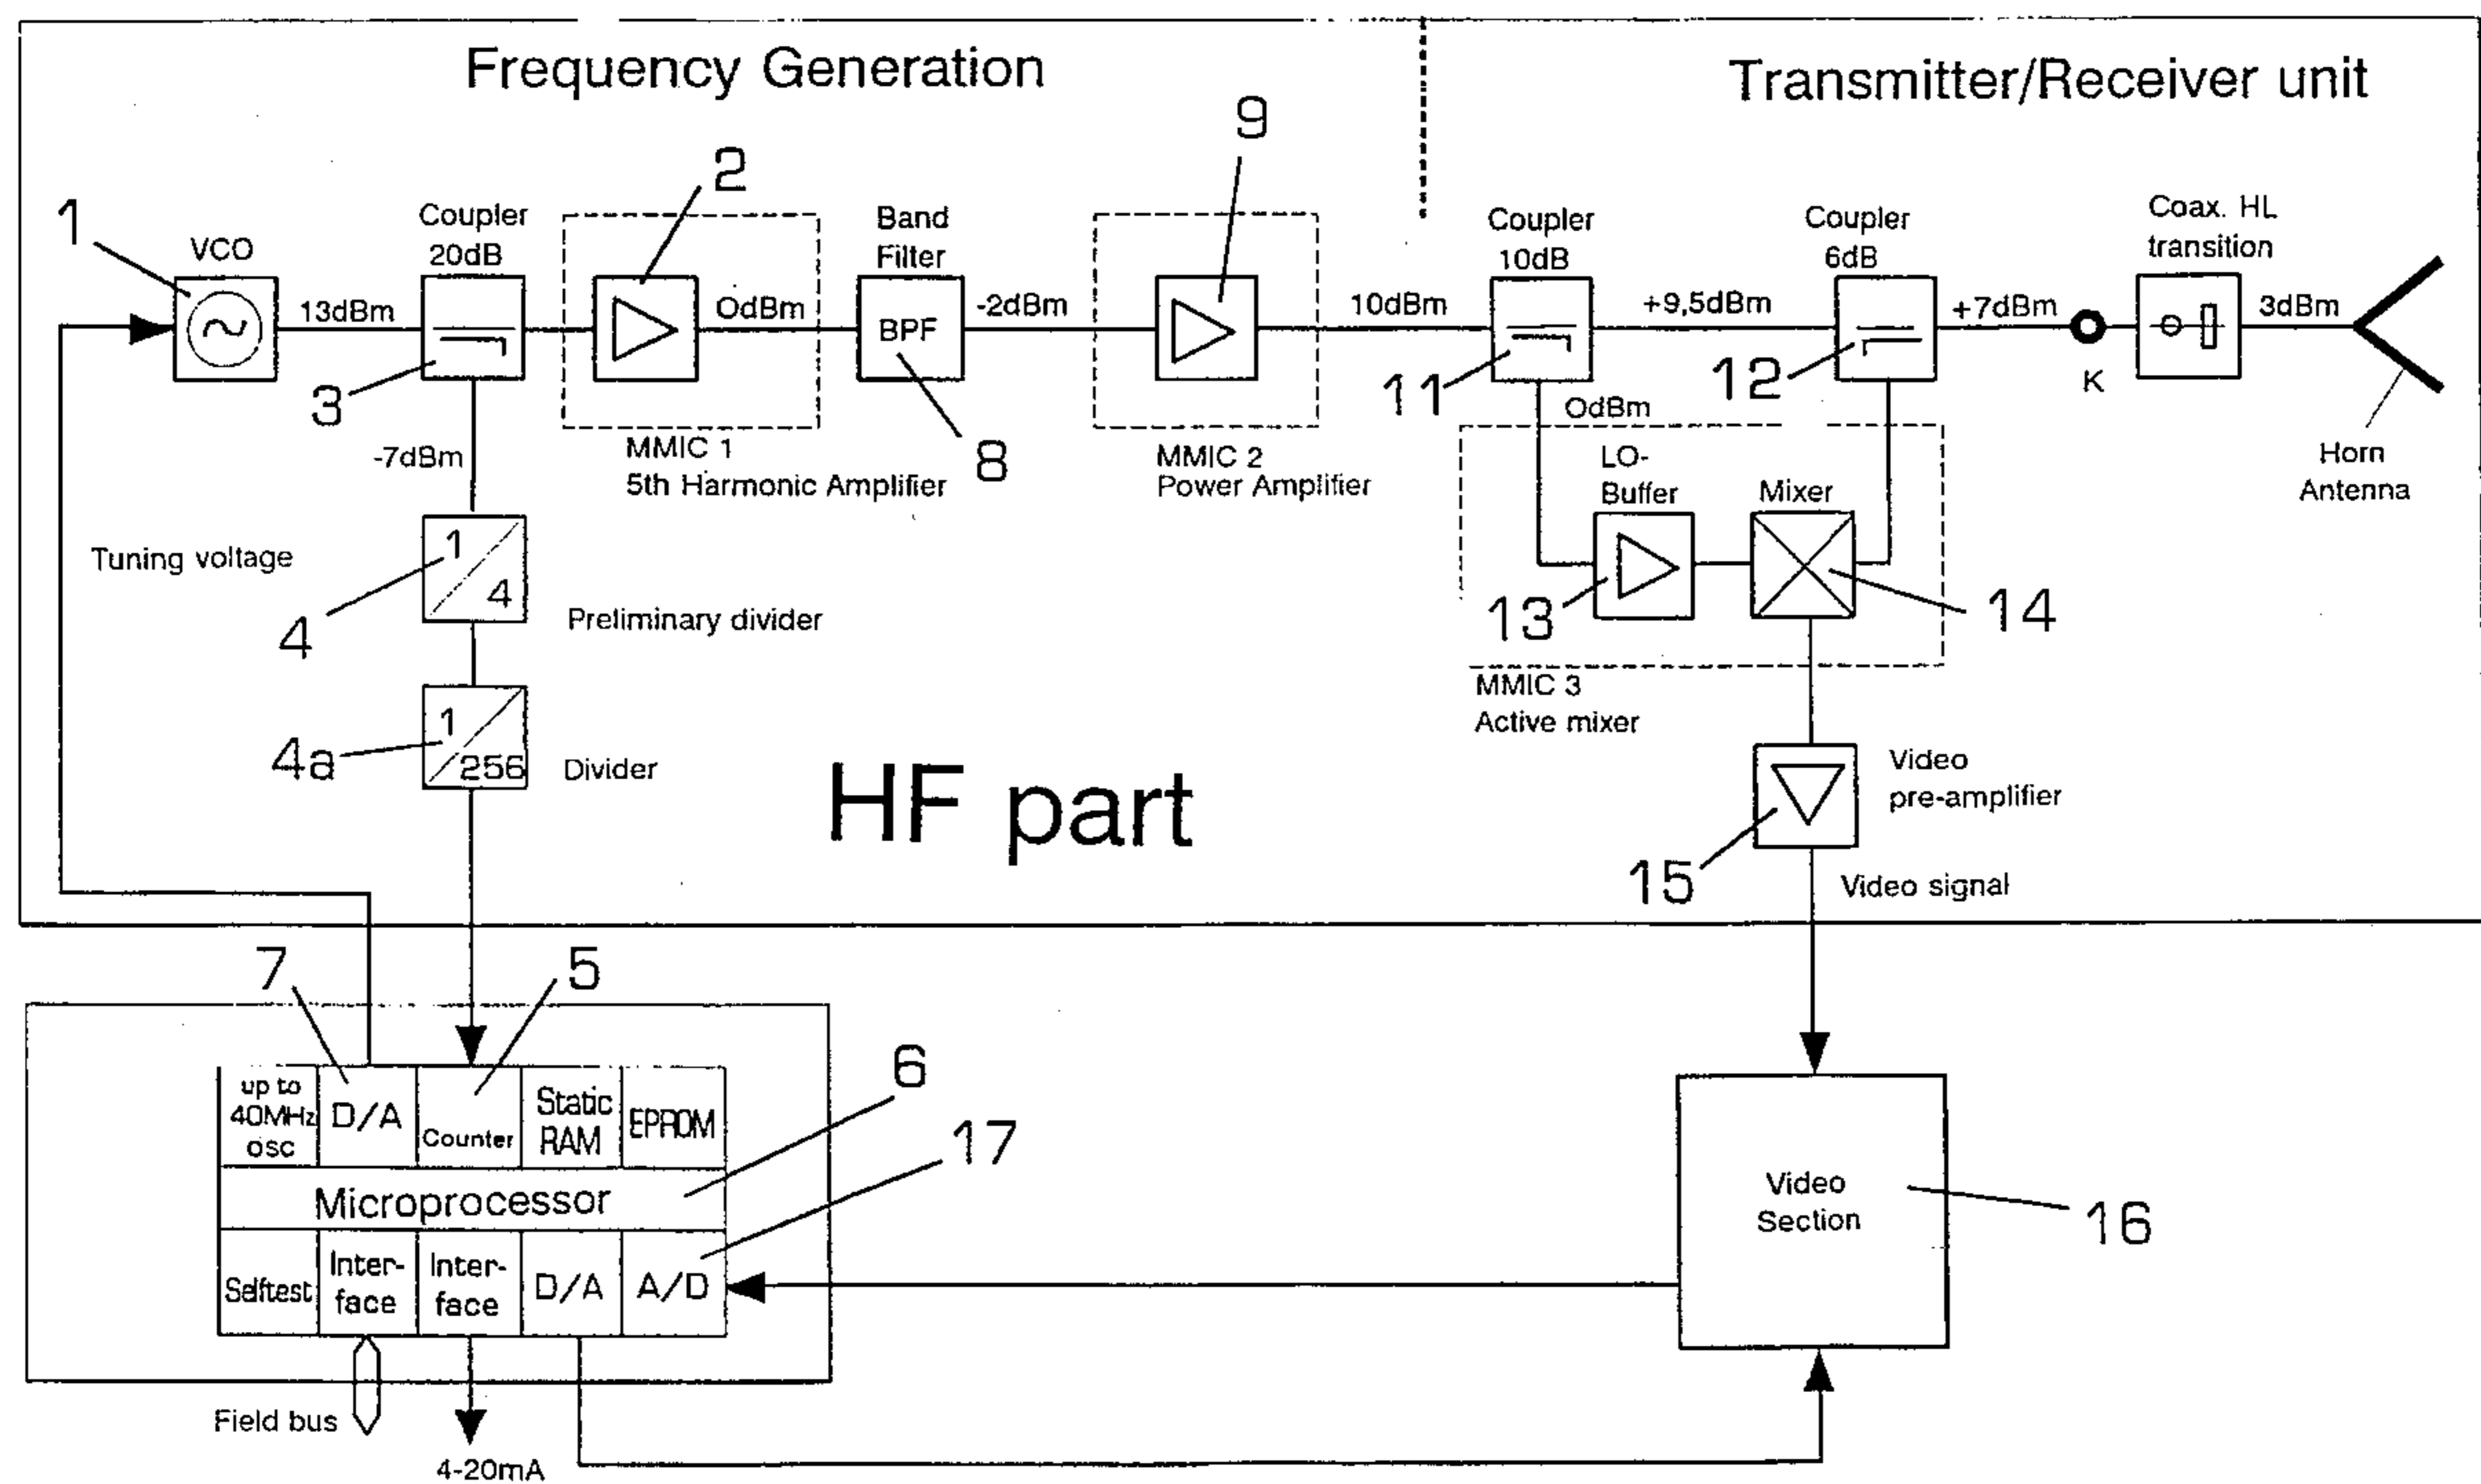 Frequency Generation
Transmitter/Receiver unit
1
VCO
13dBm
Coupler
20dB
3
-7dBm
2
OdBm
MMIC 1
5th Harmonic Amplifier
Band
Filter
BPF
8
-2dBm
9
MMIC 2
Power Amplifier
10dBm
Coupler
10dB
11
OdBm
+9,5dBm
Coupler
6dB
12
+7dBm
K
Coax. HL
transition
3dBm
Horn
Antenna
LO-
Buffer
13
Mixer
14
MMIC 3
Active mixer
Tuning voltage
1
4
4
Preliminary divider
1
256
4a
Divider
HF part
Video
pre-amplifier
15
Video signal
7
5
6
17
up to
40MHz
osc
D/A
Counter
Static
RAM
EPROM
Microprocessor
Selftest
Inter-
face
Inter-
face
D/A
A/D
Field bus
4-20mA
Video
Section
16